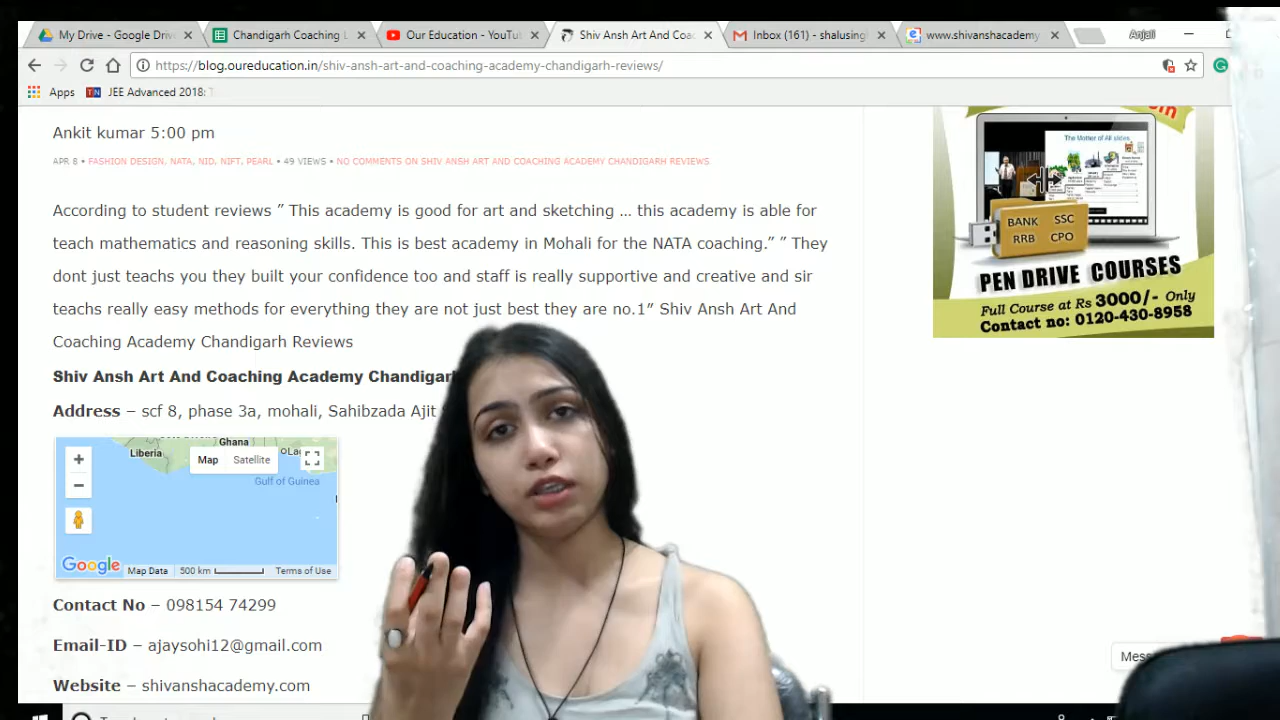 My Drive - Google Driv
Chandigarh Coaching L
Our Education - YouTu
Shiv Ansh Art And Coac
Inbox (161) - shalusingl
www.shivanshacademy
Anjali
https://blog.oureducation.in/shiv-ansh-art-and-coaching-academy-chandigarh-reviews/
Apps
TN JEE Advanced 2018:
Ankit kumar 5:00 pm
APR 8 • FASHION DESIGN, NATA, NID, NIFT, PEARL • 49 VIEWS • NO COMMENTS ON SHIV ANSH ART AND COACHING ACADEMY CHANDIGARH REVIEWS
According to student reviews ” This academy is good for art and sketching … this academy is able for
teach mathematics and reasoning skills. This is best academy in Mohali for the NATA coaching.” ” They
dont just teachs you they built your confidence too and staff is really supportive and creative and sir
teachs really easy methods for everything they are not just best they are no.1″ Shiv Ansh Art And
Coaching Academy Chandigarh Reviews
Shiv Ansh Art And Coaching Academy Chandigarh
Address – scf 8, phase 3a, mohali, Sahibzada Ajit
Ghana
Liberia
Map
Satellite
Gulf of Guinea
Google
Map Data
500 km
Terms of Use
Contact No – 098154 74299
Email-ID – ajaysohi12@gmail.com
Website – shivanshacademy.com
The Mother of All slides
BANK SSC
RRB CPO
PEN DRIVE COURSES
Full Course at Rs 3000/- Only
Contact no: 0120-430-8958